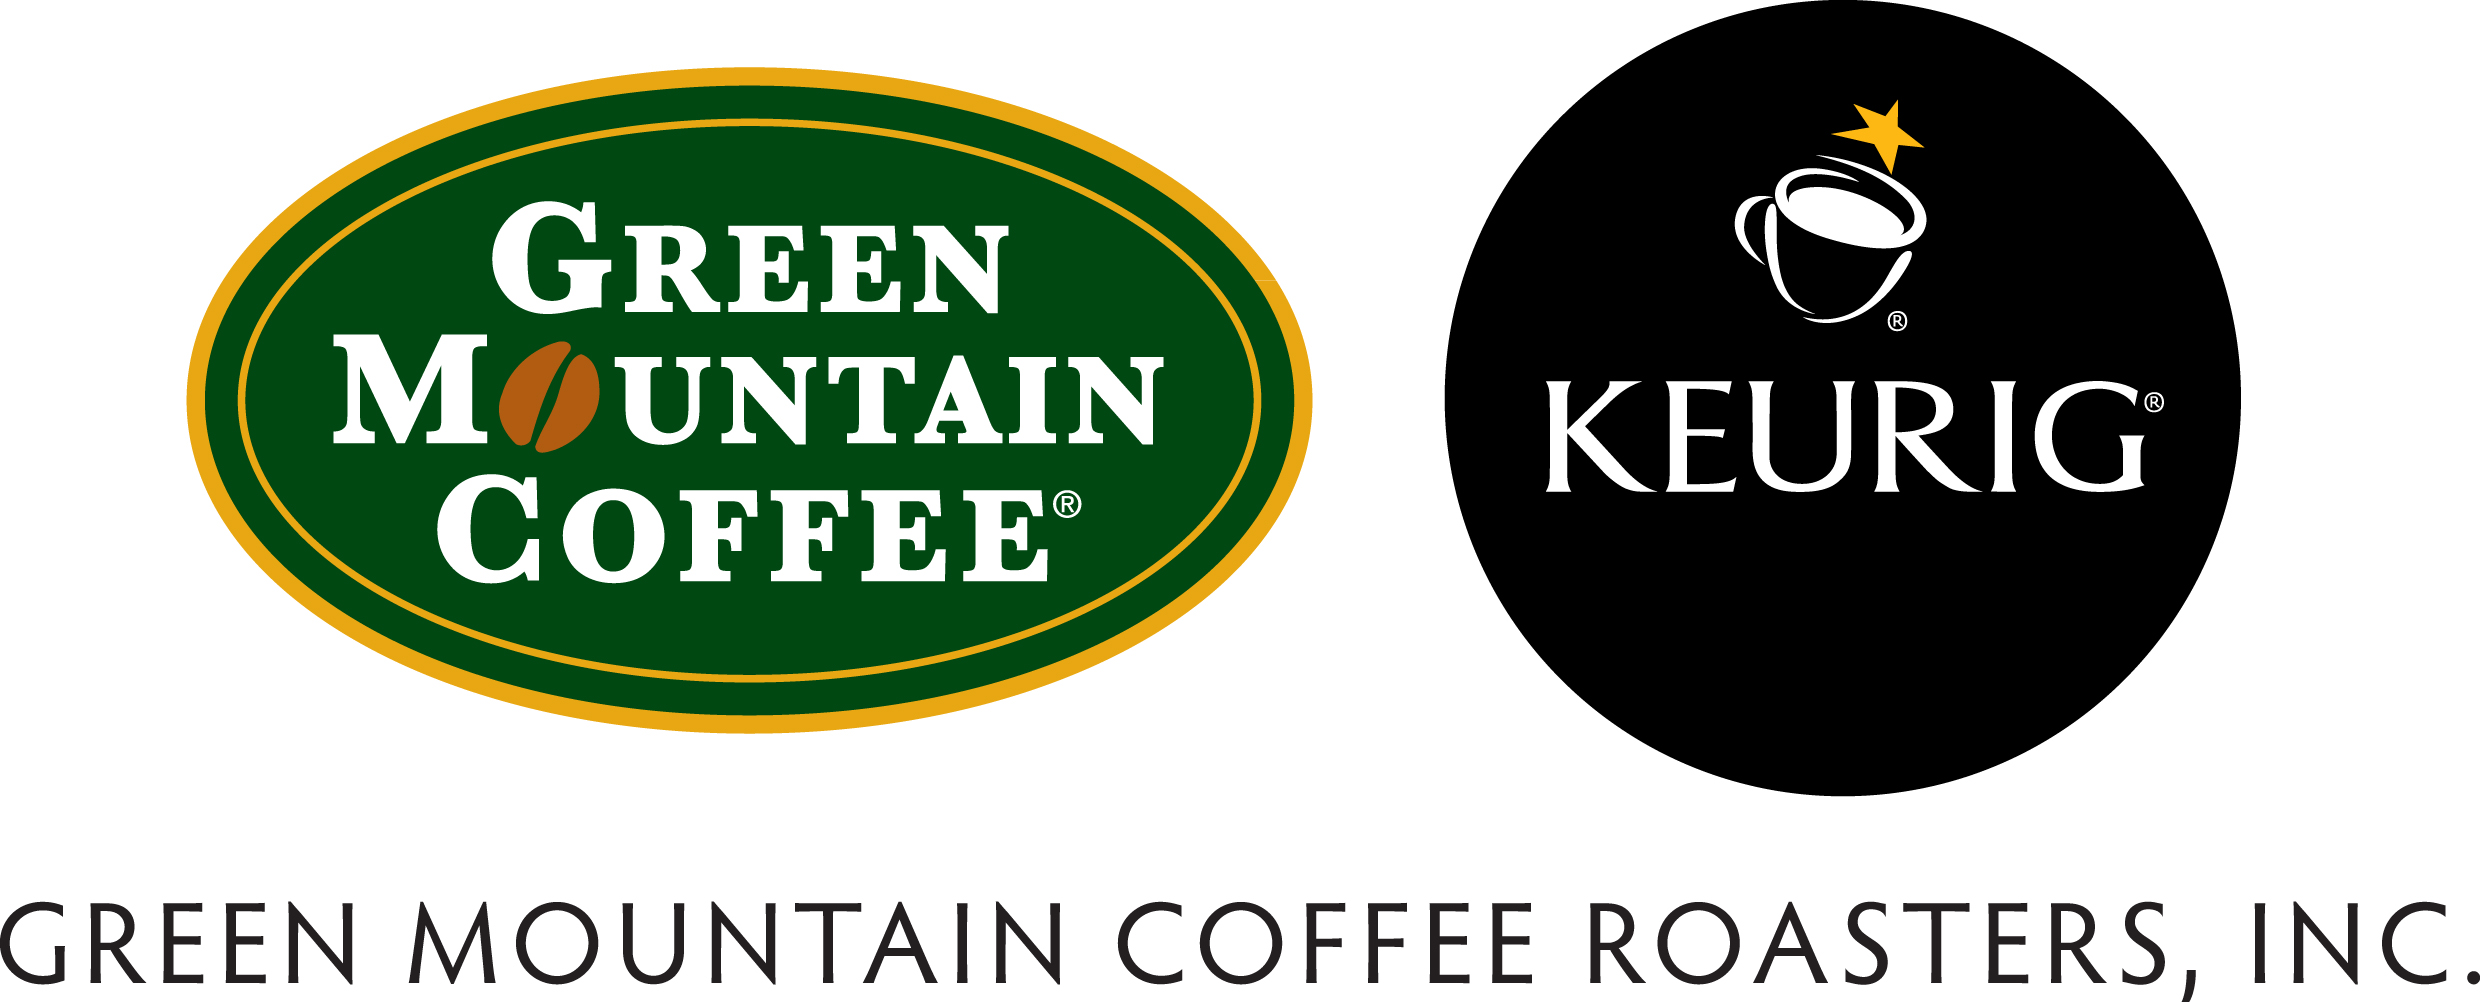 GREEN
MOUNTAIN
COFFEE®
®
KEURIG®
GREEN MOUNTAIN COFFEE ROASTERS, INC.